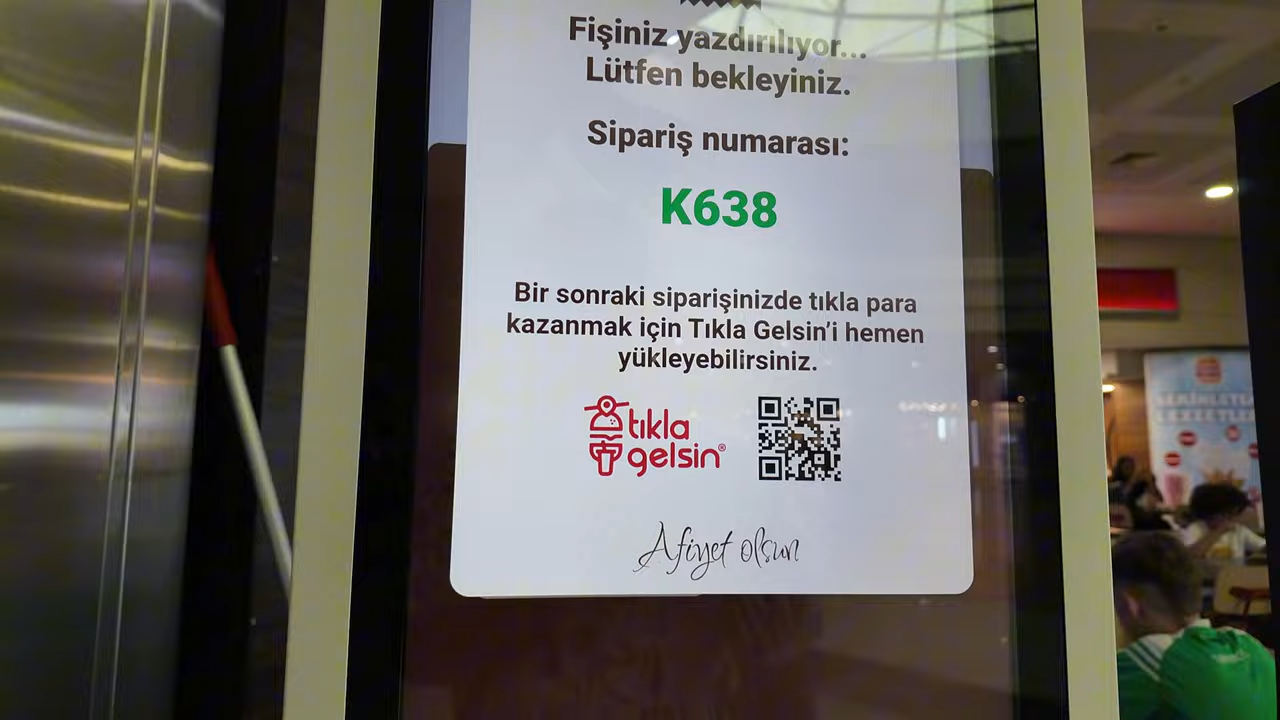 Fişiniz yazdırılıyor...
Lütfen bekleyiniz.
Sipariş numarası:
K638
Bir sonraki siparişinizde tıkla para
kazanmak için Tıkla Gelsin'i hemen
yükleyebilirsiniz.
tıkla
gelsin®
Afiyet olsun